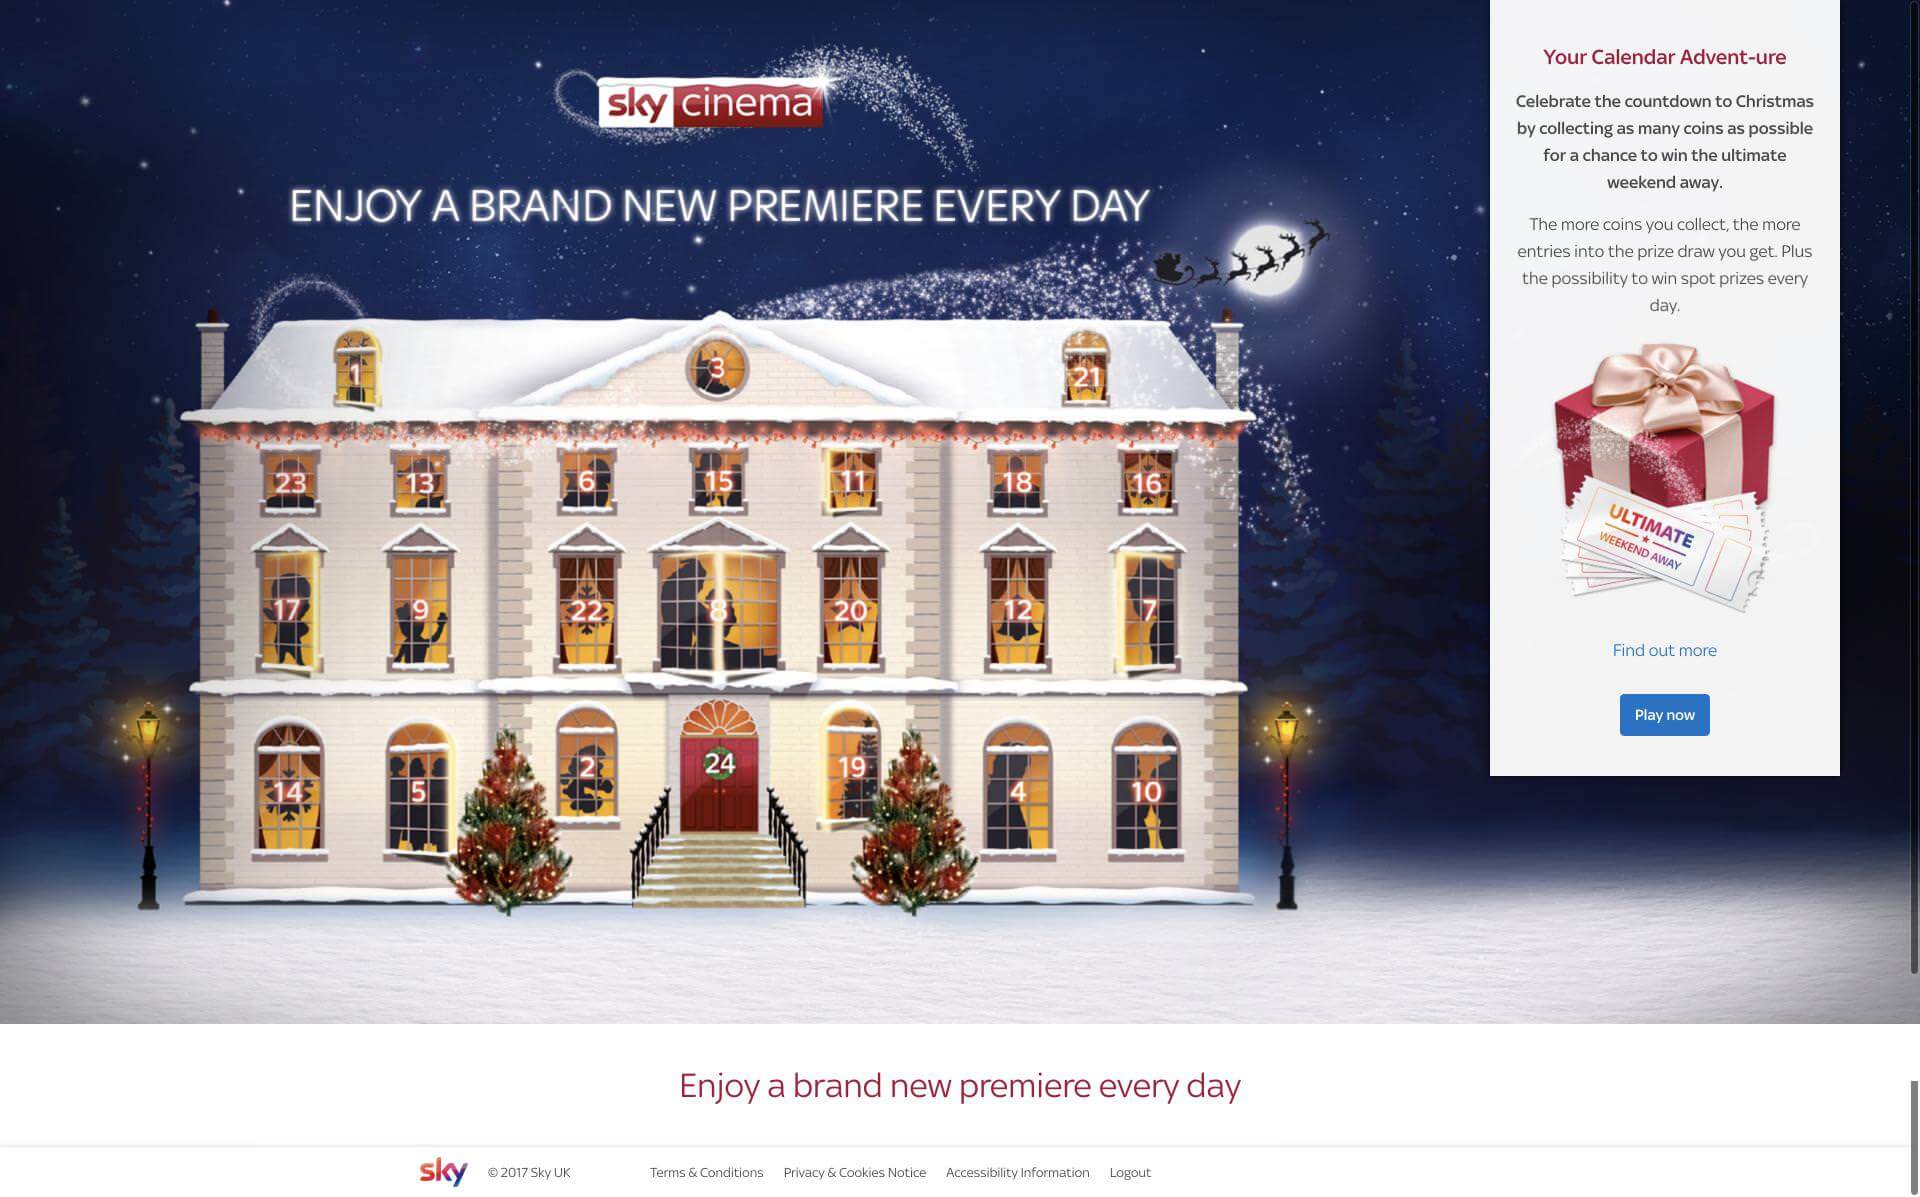 sky cinema
ENJOY A BRAND NEW PREMIERE EVERY DAY
1
3
21
23
13
6
15
11
18
16
17
9
22
8
20
12
7
14
5
2
24
19
4
10
Your Calendar Advent-ure
Celebrate the countdown to Christmas
by collecting as many coins as possible
for a chance to win the ultimate
weekend away.
The more coins you collect, the more
entries into the prize draw you get. Plus
the possibility to win spot prizes every
day.
ULTIMATE
WEEKEND AWAY
Find out more
Play now
Enjoy a brand new premiere every day
sky © 2017 Sky UK Terms & Conditions Privacy & Cookies Notice Accessibility Information Logout